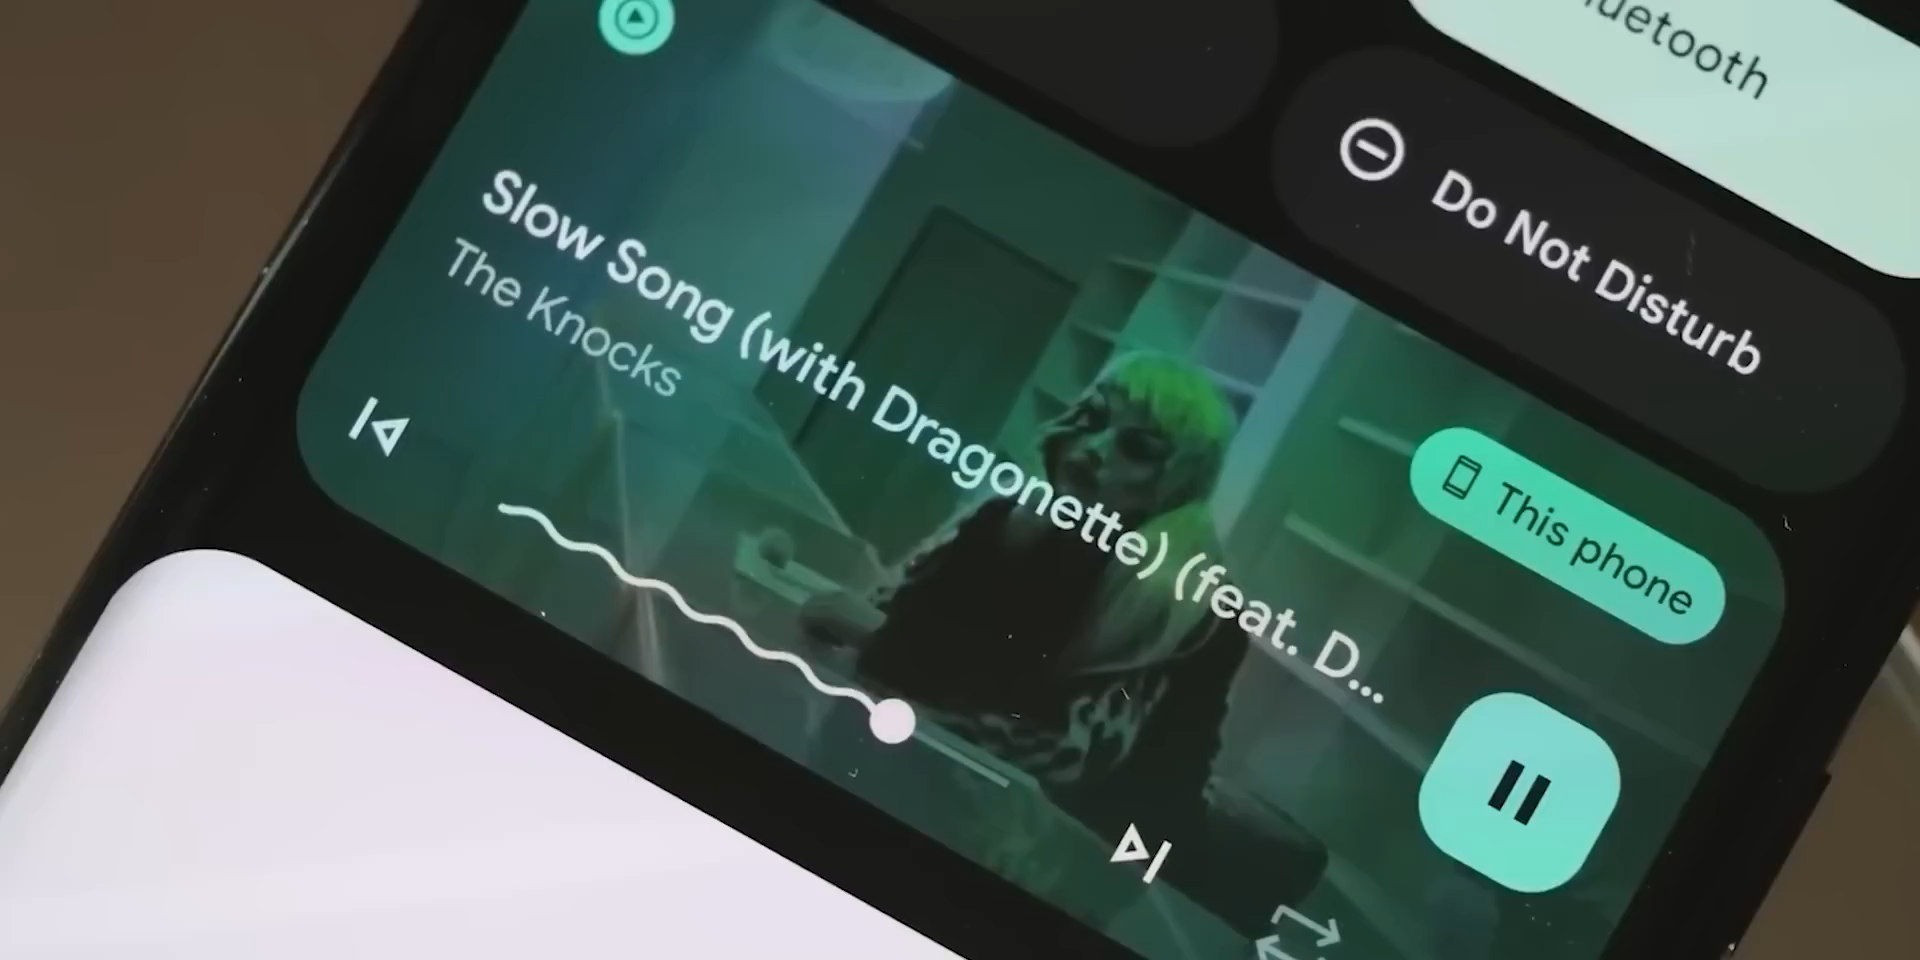 uetooth
Do Not Disturb
Slow Song (with Dragonette) (feat. D...
The Knocks
This phone